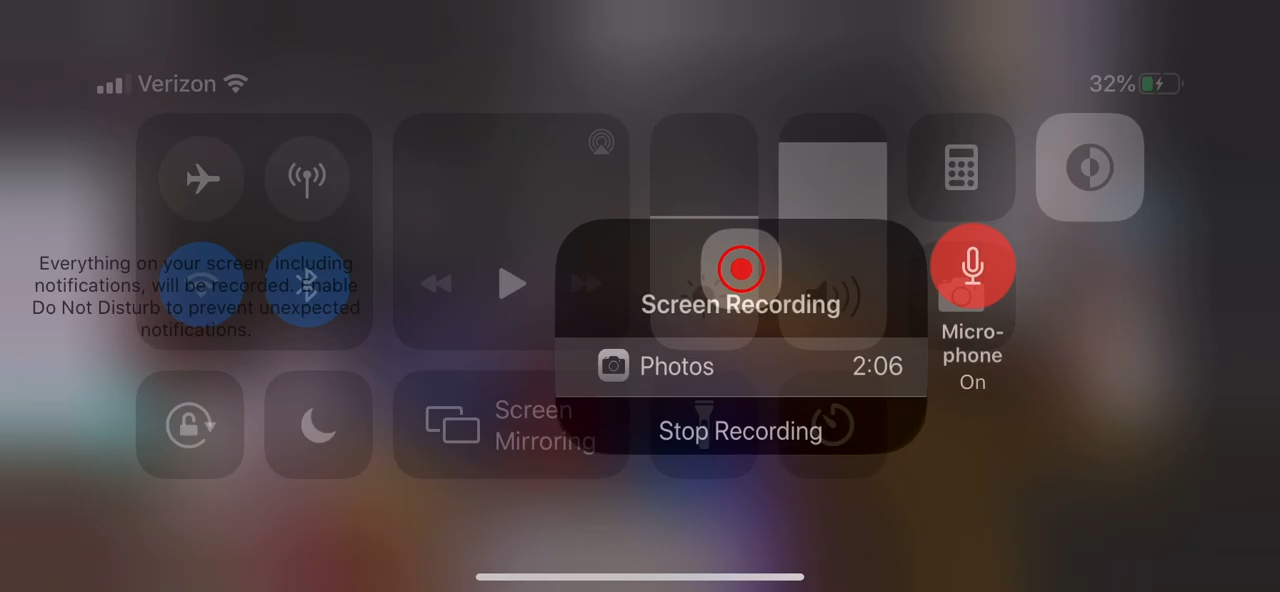 Verizon
32%
Everything on your screen, including
notifications, will be recorded. Enable
Do Not Disturb to prevent unexpected
notifications.
Screen Recording
Photos 2:06
Stop Recording
Micro-
phone
On
Screen
Mirroring